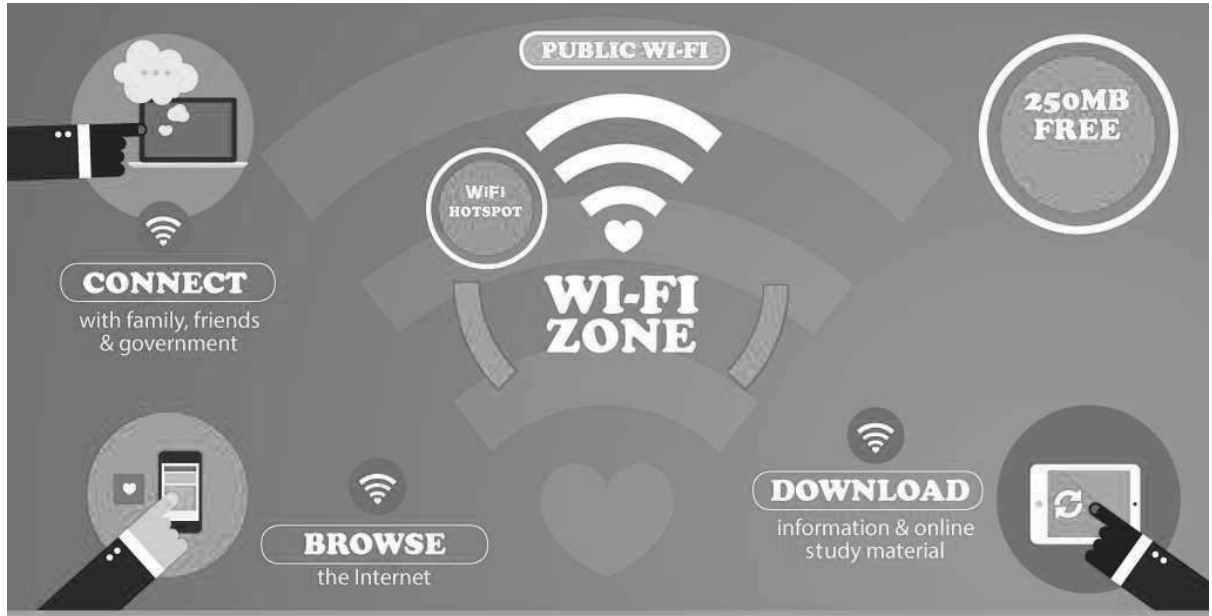 PUBLIC WI-FI
250MB
FREE
WiFi
HOTSPOT
CONNECT
with family, friends
& government
WI-FI
ZONE
BROWSE
the Internet
DOWNLOAD
information & online
study material